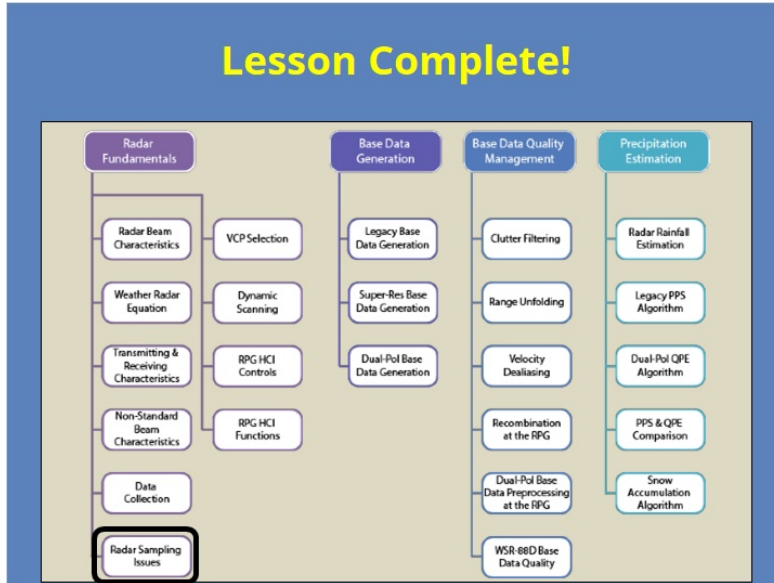 Lesson Complete!
Radar
Fundamentals
Radar Beam
Characteristics
Weather Radar
Equation
Transmitting &
Receiving
Characteristics
Non-Standard
Beam
Characteristics
Data
Collection
Radar Sampling
Issues
VCP Selection
Dynamic
Scanning
RPG HCI
Controls
RPG HCI
Functions
Base Data
Generation
Legacy Base
Data Generation
Super-Res Base
Data Generation
Dual-Pol Base
Data Generation
Base Data Quality
Management
Clutter Filtering
Range Unfolding
Velocity
Dealiasing
Recombination
at the RPG
Dual-Pol Base
Data Preprocessing
at the RPG
WSR-88D Base
Data Quality
Precipitation
Estimation
Radar Rainfall
Estimation
Legacy PPS
Algorithm
Dual-Pol QPE
Algorithm
PPS & QPE
Comparison
Snow
Accumulation
Algorithm